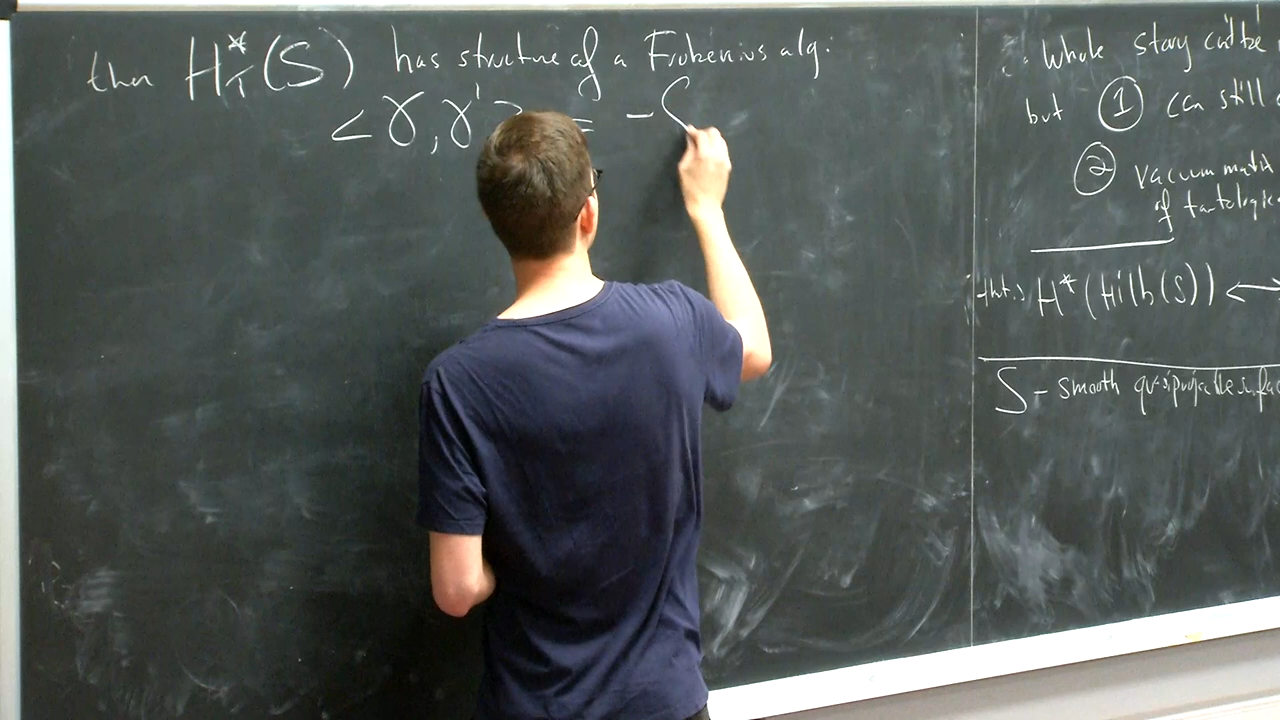 then H*_T(S) has structure of a Frobenius alg:
<γ,γ'> = - ∫
: Whole story can't be
but ① can still
② vacuum matrix
of tautological
H*(Hilb(S)) ⟷
S - smooth quasiprojective surface